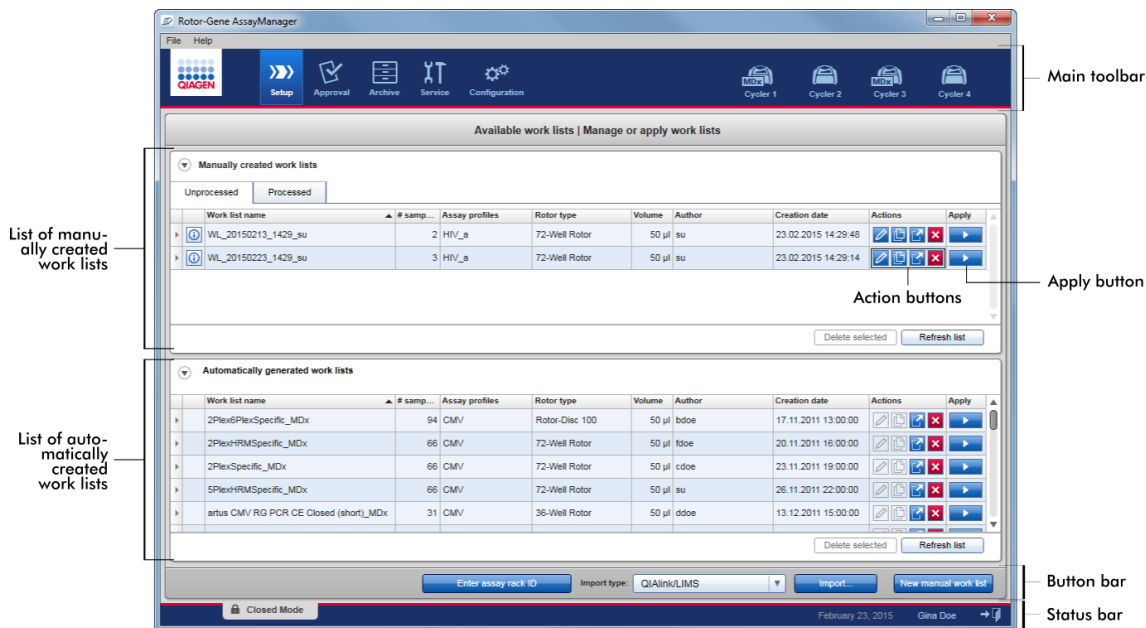 Rotor-Gene AssayManager
File Help
QIAGEN
Setup Approval Archive Service Configuration MDx Cycler 1 Cycler 2 MDx Cycler 3 Cycler 4
Main toolbar
Available work lists | Manage or apply work lists
Manually created work lists
Unprocessed Processed
Work list name # samp... Assay profiles Rotor type Volume Author Creation date Actions Apply
WL_20150213_1429_su 2 HIV_a 72-Well Rotor 50 µl su 23.02.2015 14:29:48
WL_20150223_1429_su 3 HIV_a 72-Well Rotor 50 µl su 23.02.2015 14:29:14
List of manu-
ally created
work lists
Action buttons
Apply button
Delete selected Refresh list
Automatically generated work lists
Work list name # samp... Assay profiles Rotor type Volume Author Creation date Actions Apply
2Plex6PlexSpecific_MDx 94 CMV Rotor-Disc 100 50 µl bdoe 17.11.2011 13:00:00
2PlexHRMSpecific_MDx 66 CMV 72-Well Rotor 50 µl fdoe 20.11.2011 16:00:00
2PlexSpecific_MDx 66 CMV 72-Well Rotor 50 µl cdoe 23.11.2011 19:00:00
5PlexHRMSpecific_MDx 66 CMV 72-Well Rotor 50 µl su 26.11.2011 22:00:00
artus CMV RG PCR CE Closed (short)_MDx 31 CMV 36-Well Rotor 50 µl ddoe 13.12.2011 15:00:00
List of auto-
matically
created
work lists
Delete selected Refresh list
Enter assay rack ID Import type: QIAlink/LIMS Import... New manual work list
Button bar
Closed Mode February 23, 2015 Gina Doe
Status bar